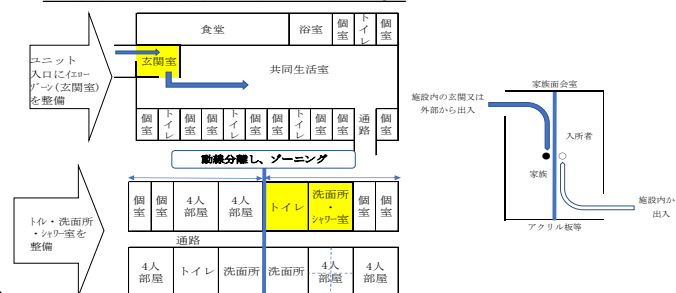 食堂
浴室
個室
トイレ
個室
玄関室
共同生活室
ユニット
入口にｲｴﾛｰ
ｿﾞｰﾝ(玄関室)
を整備
個室
トイレ
個室
個室
トイレ
個室
個室
トイレ
個室
個室
通路
個室
動線分離し、ゾーニング
個室
個室
4人部屋
4人部屋
トイレ
洗面所・ｼｬﾜｰ室
個室
個室
ﾄｲﾚ・洗面所
・ｼｬﾜｰ室を
整備
通路
4人部屋
トイレ
洗面所
洗面所
4人部屋
4人部屋
家族面会室
施設内の玄関又は
外部から出入
入所者
家族
施設内か
出入
アクリル板等